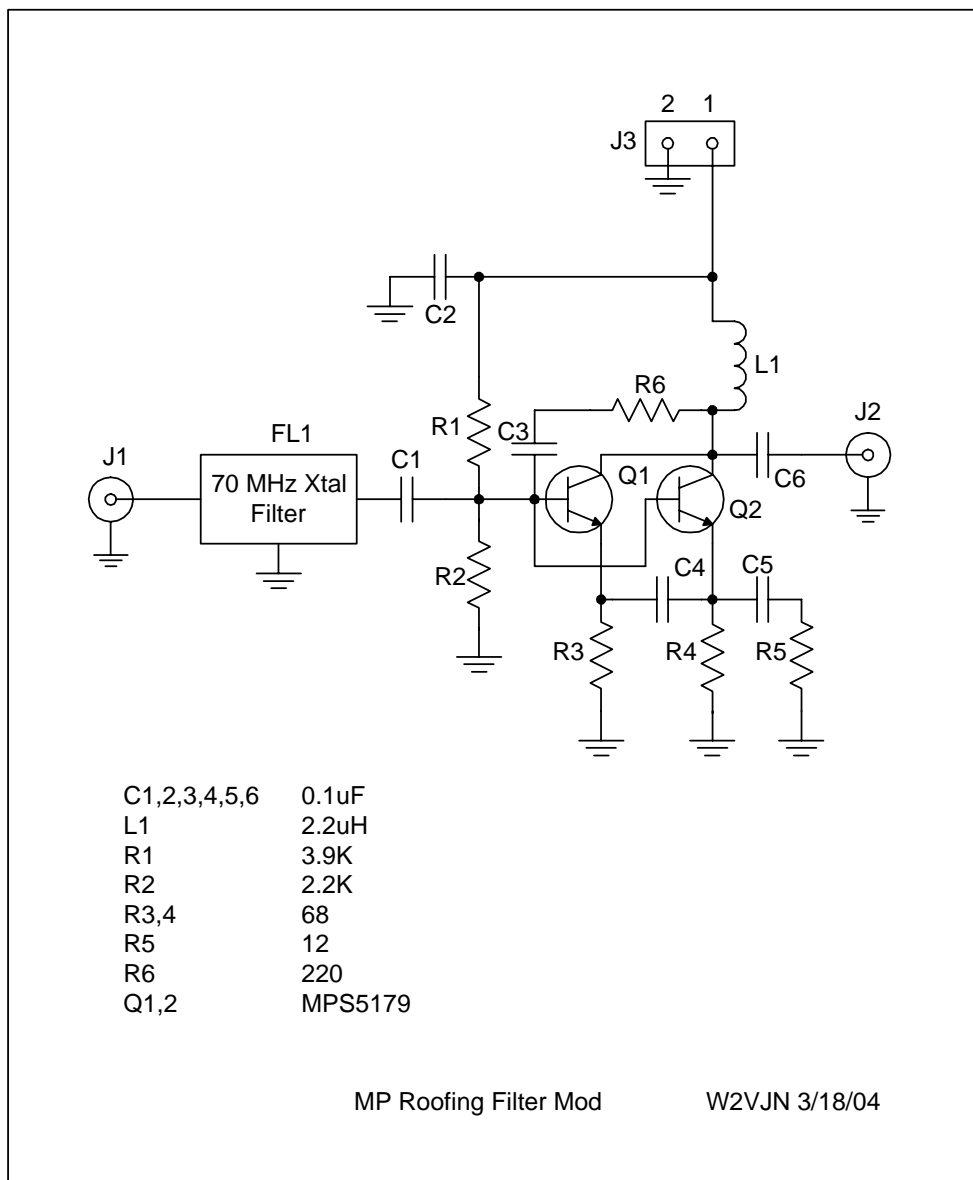 2 1
J3
C2
L1
R6
J2
R1
C3
FL1
J1
C1
Q1
70 MHz Xtal
Filter
C6
Q2
R2
C4
C5
R3
R4
R5
C1,2,3,4,5,6 0.1uF
L1 2.2uH
R1 3.9K
R2 2.2K
R3,4 68
R5 12
R6 220
Q1,2 MPS5179
MP Roofing Filter Mod W2VJN 3/18/04